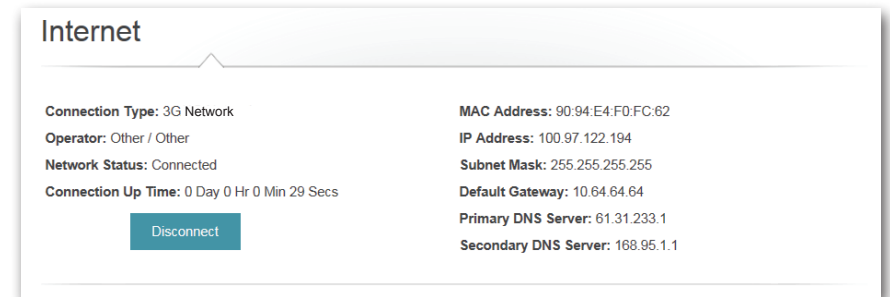 Internet
Connection Type: 3G Network
Operator: Other / Other
Network Status: Connected
Connection Up Time: 0 Day 0 Hr 0 Min 29 Secs
Disconnect
MAC Address: 90:94:E4:F0:FC:62
IP Address: 100.97.122.194
Subnet Mask: 255.255.255.255
Default Gateway: 10.64.64.64
Primary DNS Server: 61.31.233.1
Secondary DNS Server: 168.95.1.1